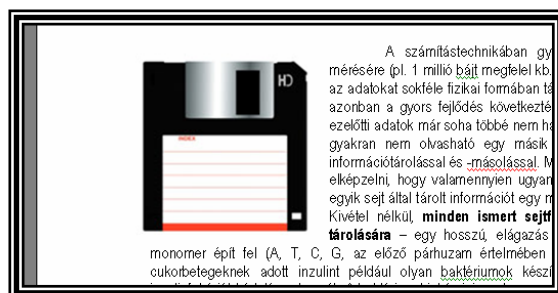 A számítástechnikában gy
mérésére (pl. 1 millió bájt megfelel kb.
HD
az adatokat sokféle fizikai formában tá
azonban a gyors fejlődés következté
ezelőtti adatok már soha többé nem ha
INDEX
gyakran nem olvasható egy másik
információtárolással és -másolással. M
elképzelni, hogy valamennyien ugyan
egyik sejt által tárolt információt egy m
Kivétel nélkül, minden ismert sejtf
tárolására – egy hosszú, elágazás
monomer épít fel (A, T, C, G, az előző párhuzam értelmében
cukorbetegeknek adott inzulint például olyan baktériumok készí